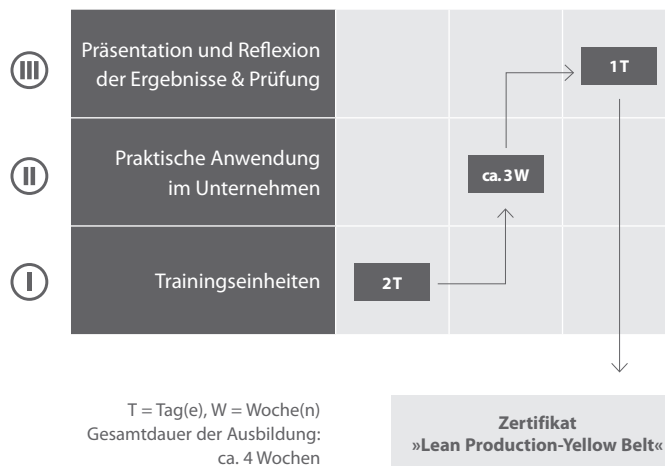 III
Präsentation und Reflexion
der Ergebnisse & Prüfung
1 T
II
Praktische Anwendung
im Unternehmen
ca. 3 W
I
Trainingseinheiten
2 T
T = Tag(e), W = Woche(n)
Gesamtdauer der Ausbildung:
ca. 4 Wochen
Zertifikat
»Lean Production-Yellow Belt«